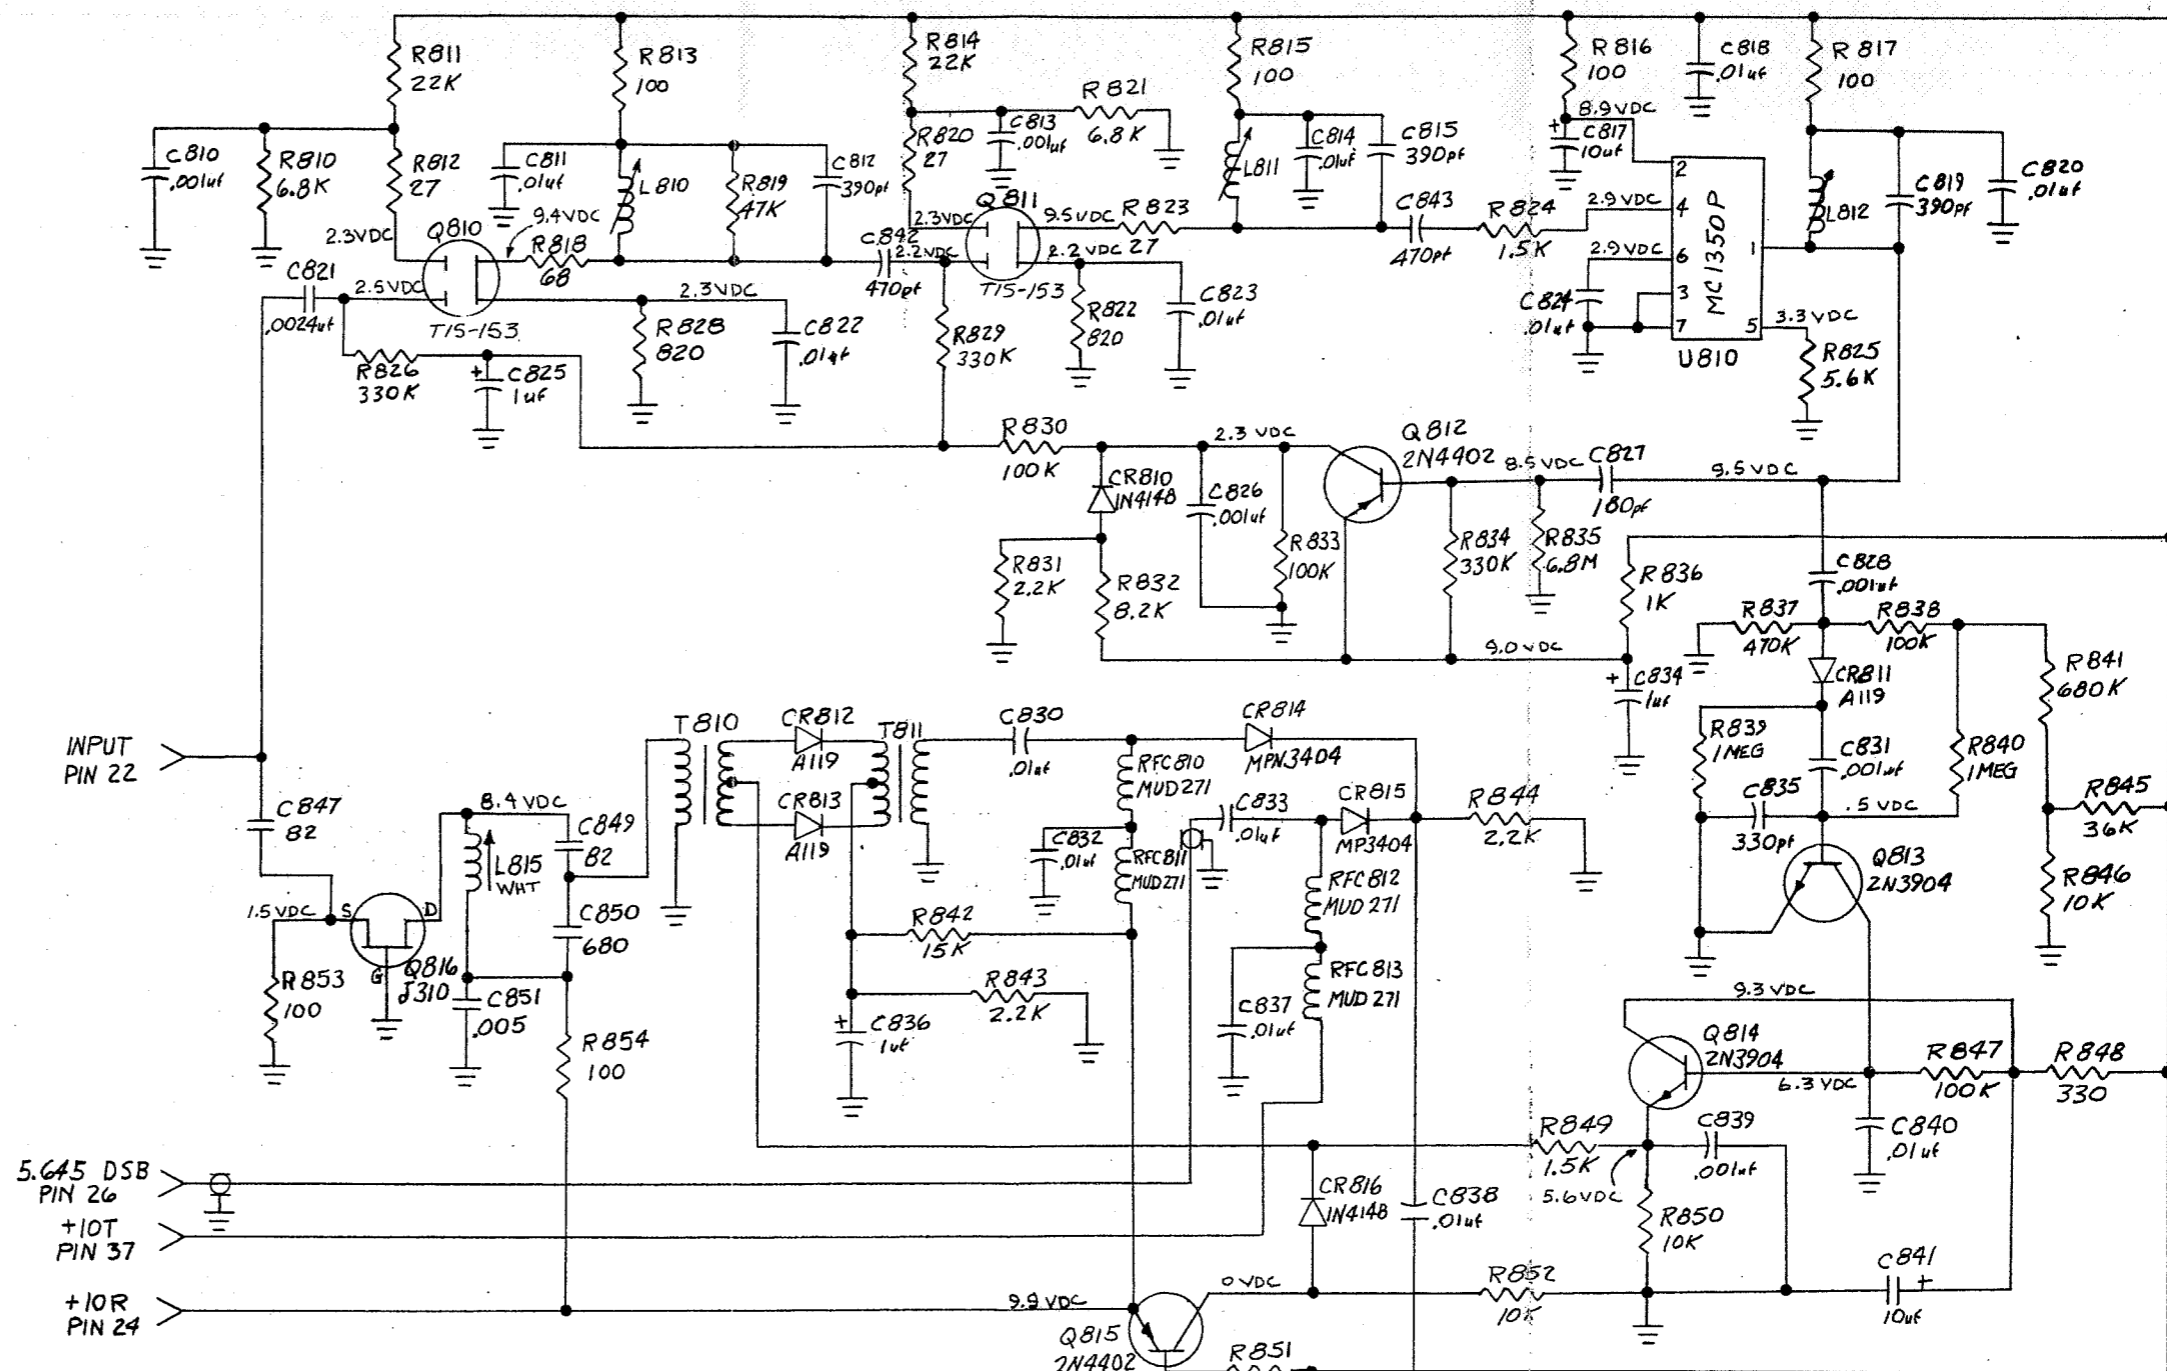 R811
22K
R813
100
R814
22K
R815
100
R816
100
C818
.01uf
R817
100
C810
.001uf
R810
6.8K
R812
27
C811
.01uf
L810
R819
47K
C812
390pf
R820
27
C813
.001uf
R821
6.8K
L811
C814
.01uf
C815
390pf
8.9VDC
+
C817
10uf
2
4
6
3
7
1
5
MC1350P
U810
L812
C819
390pf
C820
.01uf
2.3VDC
Q810
9.4VDC
R818
68
C842
470pf
2.3VDC
2.2VDC
Q811
TIS-153
9.5VDC
R823
27
2.2VDC
C843
470pf
R824
1.5K
2.9VDC
2.9VDC
C824
.01uf
3.3VDC
R825
5.6K
C821
.0024uf
2.5VDC
TIS-153
2.3VDC
R828
820
C822
.01uf
R829
330K
R822
820
C823
.01uf
R826
330K
+
C825
1uf
R830
100K
2.3VDC
Q812
2N4402
8.5VDC
C827
180pf
9.5VDC
CR810
1N4148
C826
.001uf
R831
2.2K
R832
8.2K
R833
100K
R834
330K
R835
6.8M
R836
1K
C828
.001uf
9.0VDC
+
C834
1uf
R837
470K
R838
100K
CR811
A119
R841
680K
R839
1MEG
C831
.001uf
R840
1MEG
C835
330pf
.5VDC
R845
36K
R846
10K
Q813
2N3904
INPUT
PIN 22
T810
CR812
A119
T811
CR813
A119
C830
.01uf
CR814
MPN3404
RFC810
MUD271
C833
.01uf
CR815
MP3404
R844
2.2K
C832
.01uf
RFC811
MUD271
RFC812
MUD 271
RFC813
MUD 271
C837
.01uf
C847
82
8.4VDC
L815
WHT
C849
82
C850
680
1.5VDC
S
D
G
Q816
J310
R853
100
C851
.005
R854
100
R842
15K
R843
2.2K
+
C836
1uf
9.3VDC
Q814
2N3904
6.3VDC
R847
100K
R848
330
R849
1.5K
5.6VDC
C839
.001uf
C840
.01uf
R850
10K
C841
+
10uf
CR816
1N4148
C838
.01uf
R852
10K
5.645 DSB
PIN 26
+10T
PIN 37
+10R
PIN 24
9.9VDC
0VDC
Q815
2N4402
R851